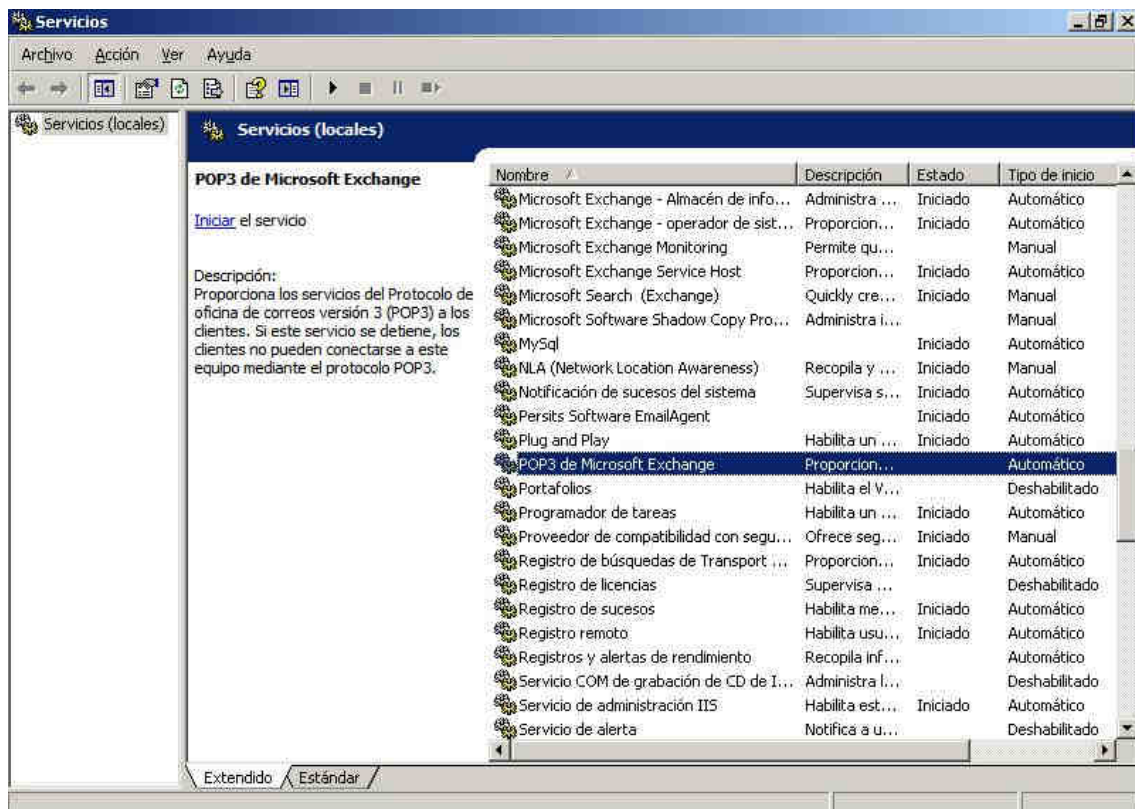 Servicios
Archivo Acción Ver Ayuda
Servicios (locales)
Servicios (locales)
POP3 de Microsoft Exchange
Iniciar el servicio
Descripción:
Proporciona los servicios del Protocolo de
oficina de correos versión 3 (POP3) a los
clientes. Si este servicio se detiene, los
clientes no pueden conectarse a este
equipo mediante el protocolo POP3.
Nombre Descripción Estado Tipo de inicio
Microsoft Exchange - Almacén de info... Administra ... Iniciado Automático
Microsoft Exchange - operador de sist... Proporcion... Iniciado Automático
Microsoft Exchange Monitoring Permite qu... Manual
Microsoft Exchange Service Host Proporcion... Iniciado Automático
Microsoft Search (Exchange) Quickly cre... Iniciado Manual
Microsoft Software Shadow Copy Pro... Administra i... Manual
MySql Iniciado Automático
NLA (Network Location Awareness) Recopila y ... Iniciado Manual
Notificación de sucesos del sistema Supervisa s... Iniciado Automático
Persits Software EmailAgent Iniciado Automático
Plug and Play Habilita un ... Iniciado Automático
POP3 de Microsoft Exchange Proporcion... Automático
Portafolios Habilita el V... Deshabilitado
Programador de tareas Habilita un ... Iniciado Automático
Proveedor de compatibilidad con segu... Ofrece seg... Iniciado Manual
Registro de búsquedas de Transport ... Proporcion... Iniciado Automático
Registro de licencias Supervisa ... Deshabilitado
Registro de sucesos Habilita me... Iniciado Automático
Registro remoto Habilita usu... Iniciado Automático
Registros y alertas de rendimiento Recopila inf... Automático
Servicio COM de grabación de CD de I... Administra l... Deshabilitado
Servicio de administración IIS Habilita est... Iniciado Automático
Servicio de alerta Notifica a u... Deshabilitado
Extendido Estándar